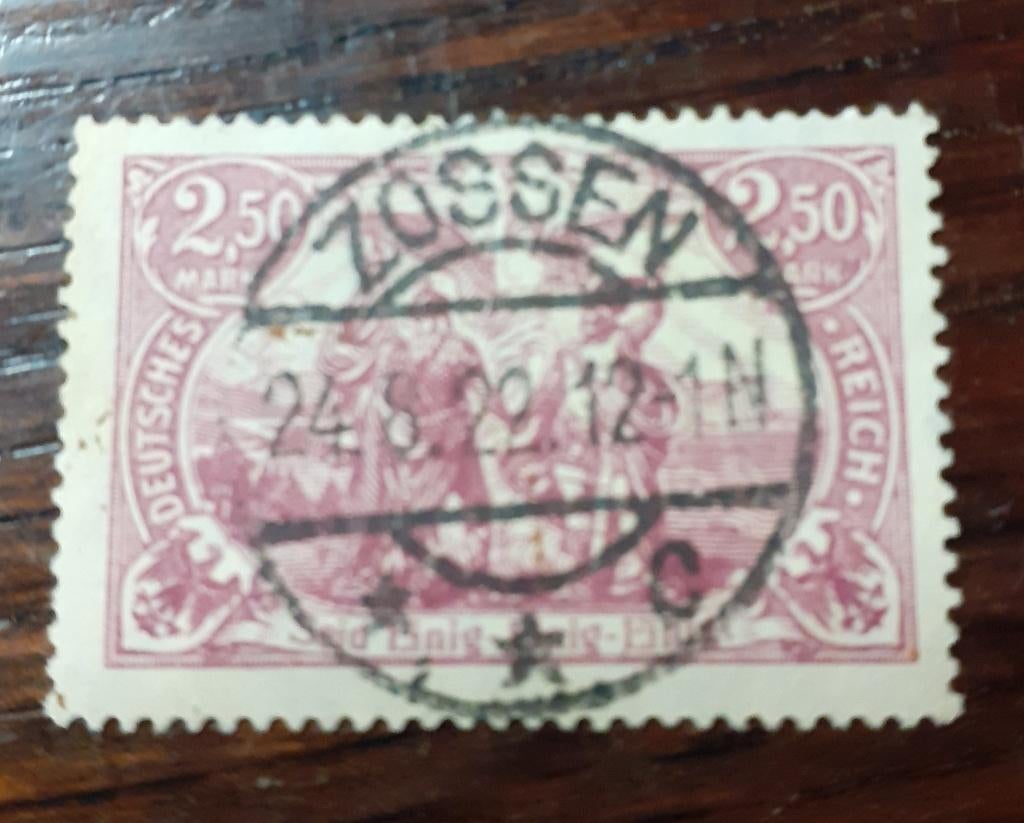 2,50 2,50
MARK MARK
DEUTSCHES
REICH
ZOSSEN
24.8.22.12-1N
* * C